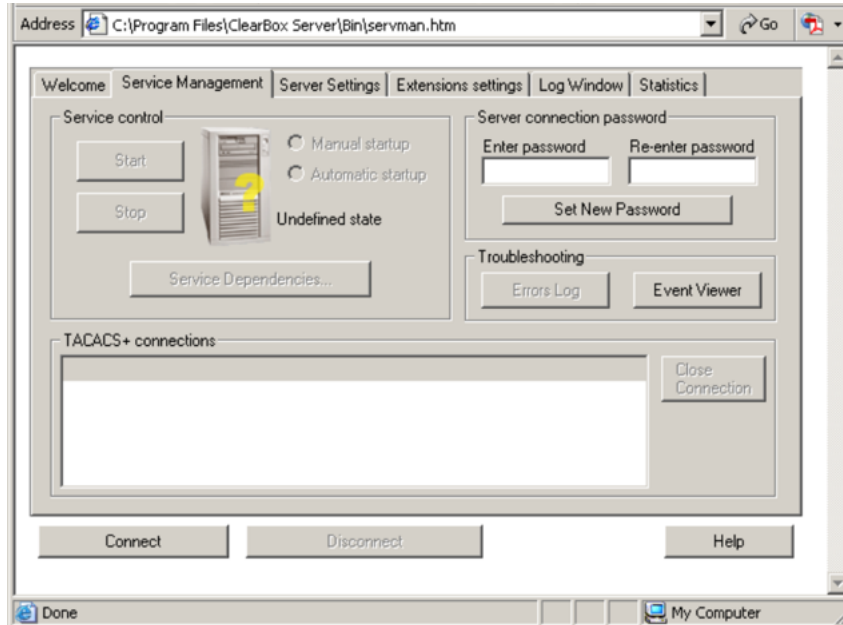 Address C:\Program Files\ClearBox Server\Bin\servman.htm Go
Welcome Service Management Server Settings Extensions settings Log Window Statistics
Service control
Start
Stop
Manual startup
Automatic startup
?
Undefined state
Service Dependencies...
Server connection password
Enter password Re-enter password
Set New Password
Troubleshooting
Errors Log Event Viewer
TACACS+ connections
Close
Connection
Connect Disconnect Help
Done My Computer